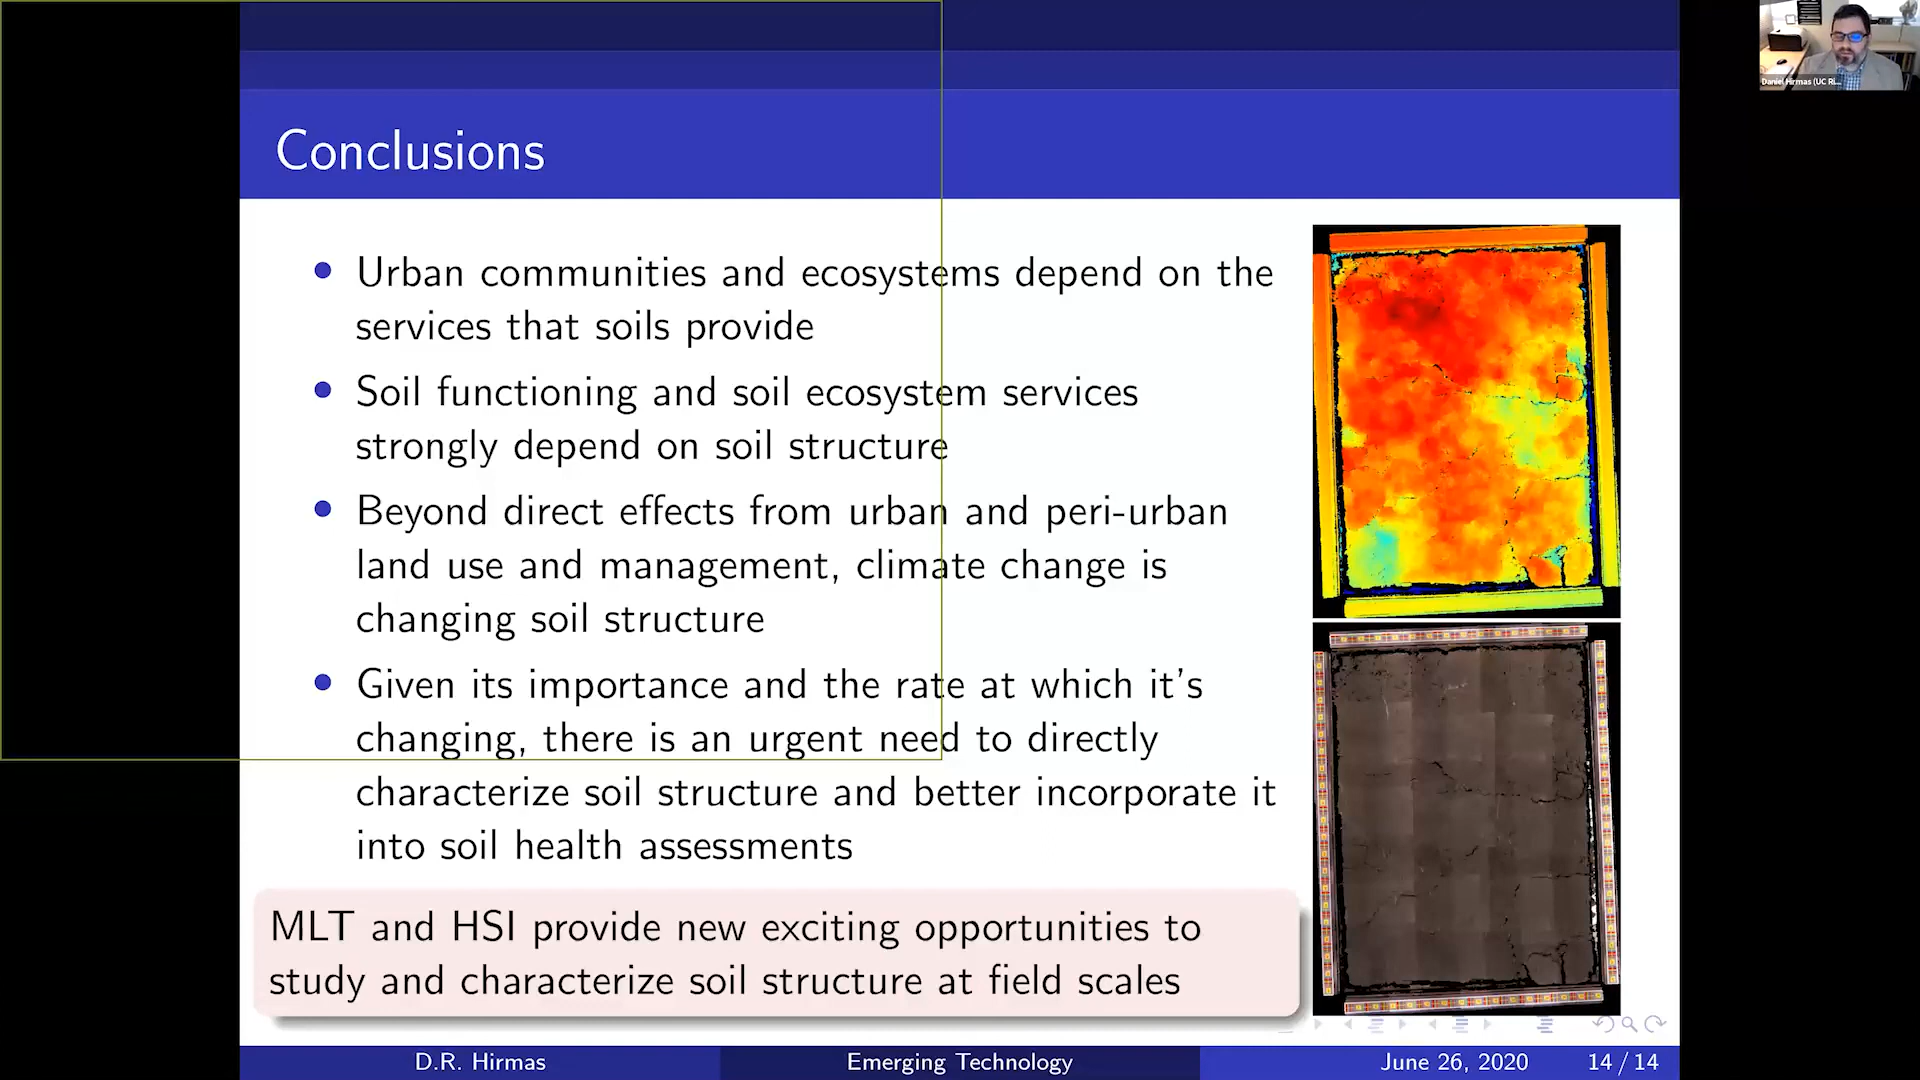 Daniel Hirmas (UC Ri...
Conclusions
Urban communities and ecosystems depend on the
services that soils provide
Soil functioning and soil ecosystem services
strongly depend on soil structure
Beyond direct effects from urban and peri-urban
land use and management, climate change is
changing soil structure
Given its importance and the rate at which it's
changing, there is an urgent need to directly
characterize soil structure and better incorporate it
into soil health assessments
MLT and HSI provide new exciting opportunities to
study and characterize soil structure at field scales
D.R. Hirmas
Emerging Technology
June 26, 2020
14 / 14